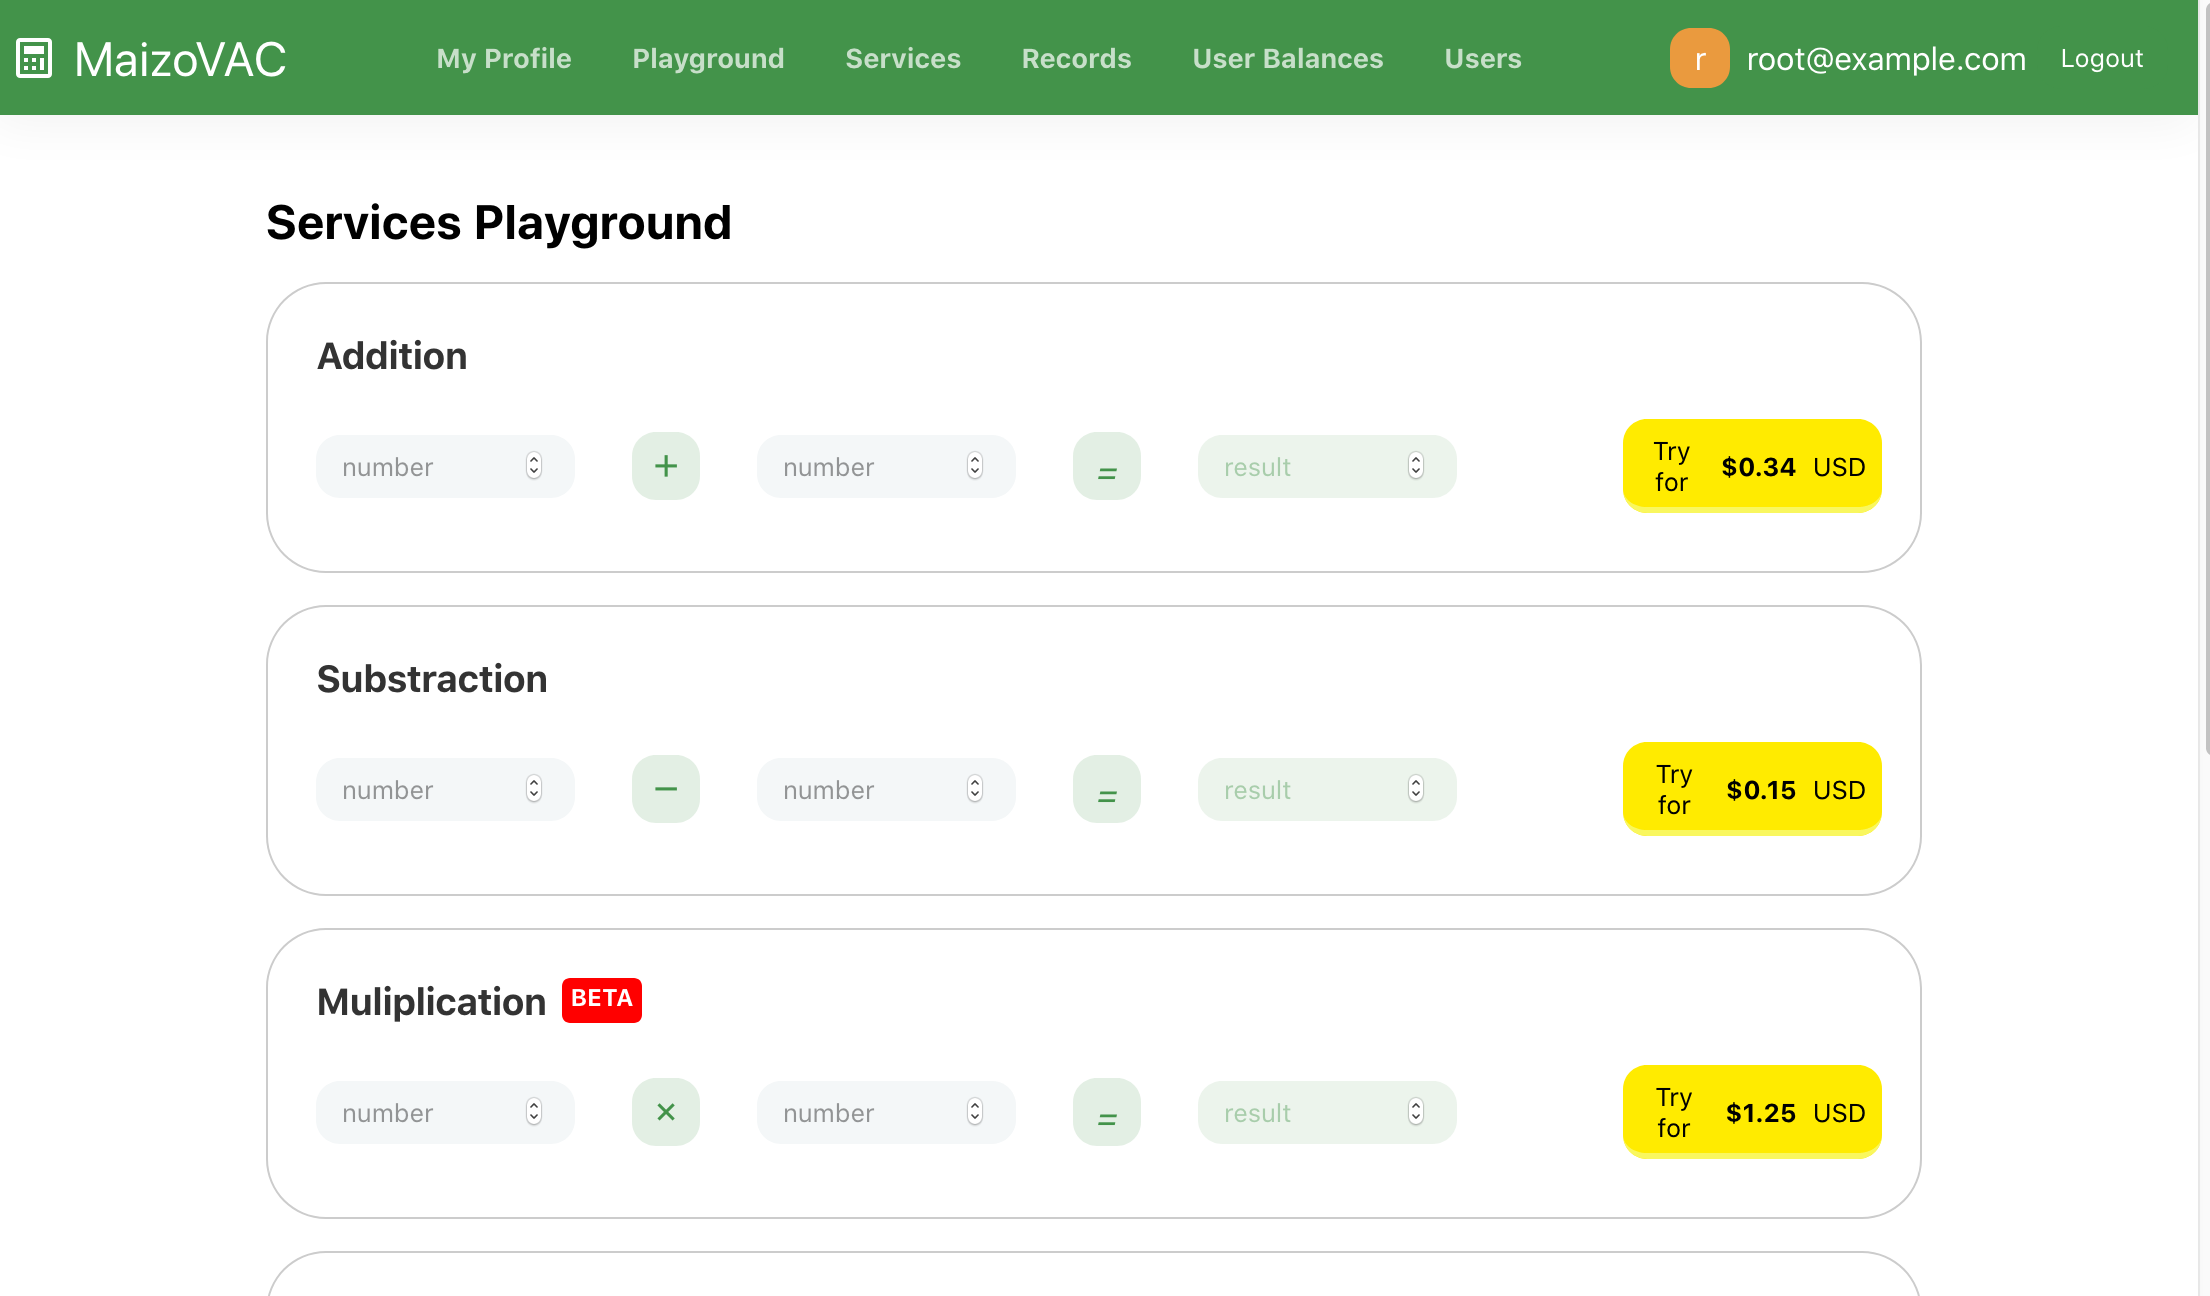 MaizoVAC My Profile Playground Services Records User Balances Users r root@example.com Logout
Services Playground
Addition
number + number = result Try for $0.34 USD
Substraction
number − number = result Try for $0.15 USD
Muliplication BETA
number × number = result Try for $1.25 USD